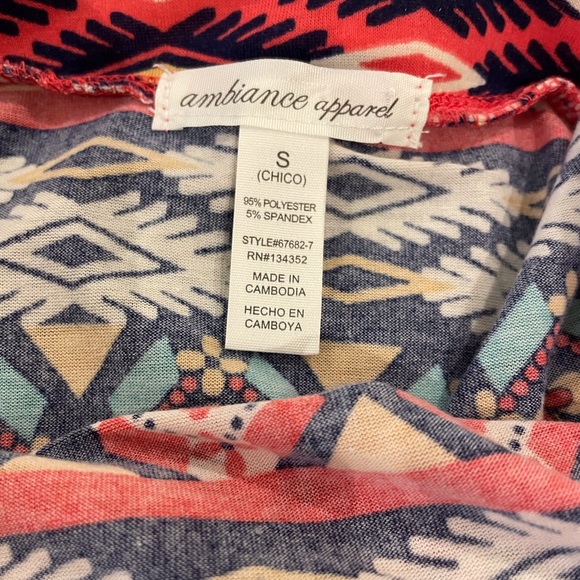 ambiance apparel
S
(CHICO)
95% POLYESTER
5% SPANDEX
STYLE#67682-7
RN#134352
MADE IN
CAMBODIA
HECHO EN
CAMBOYA